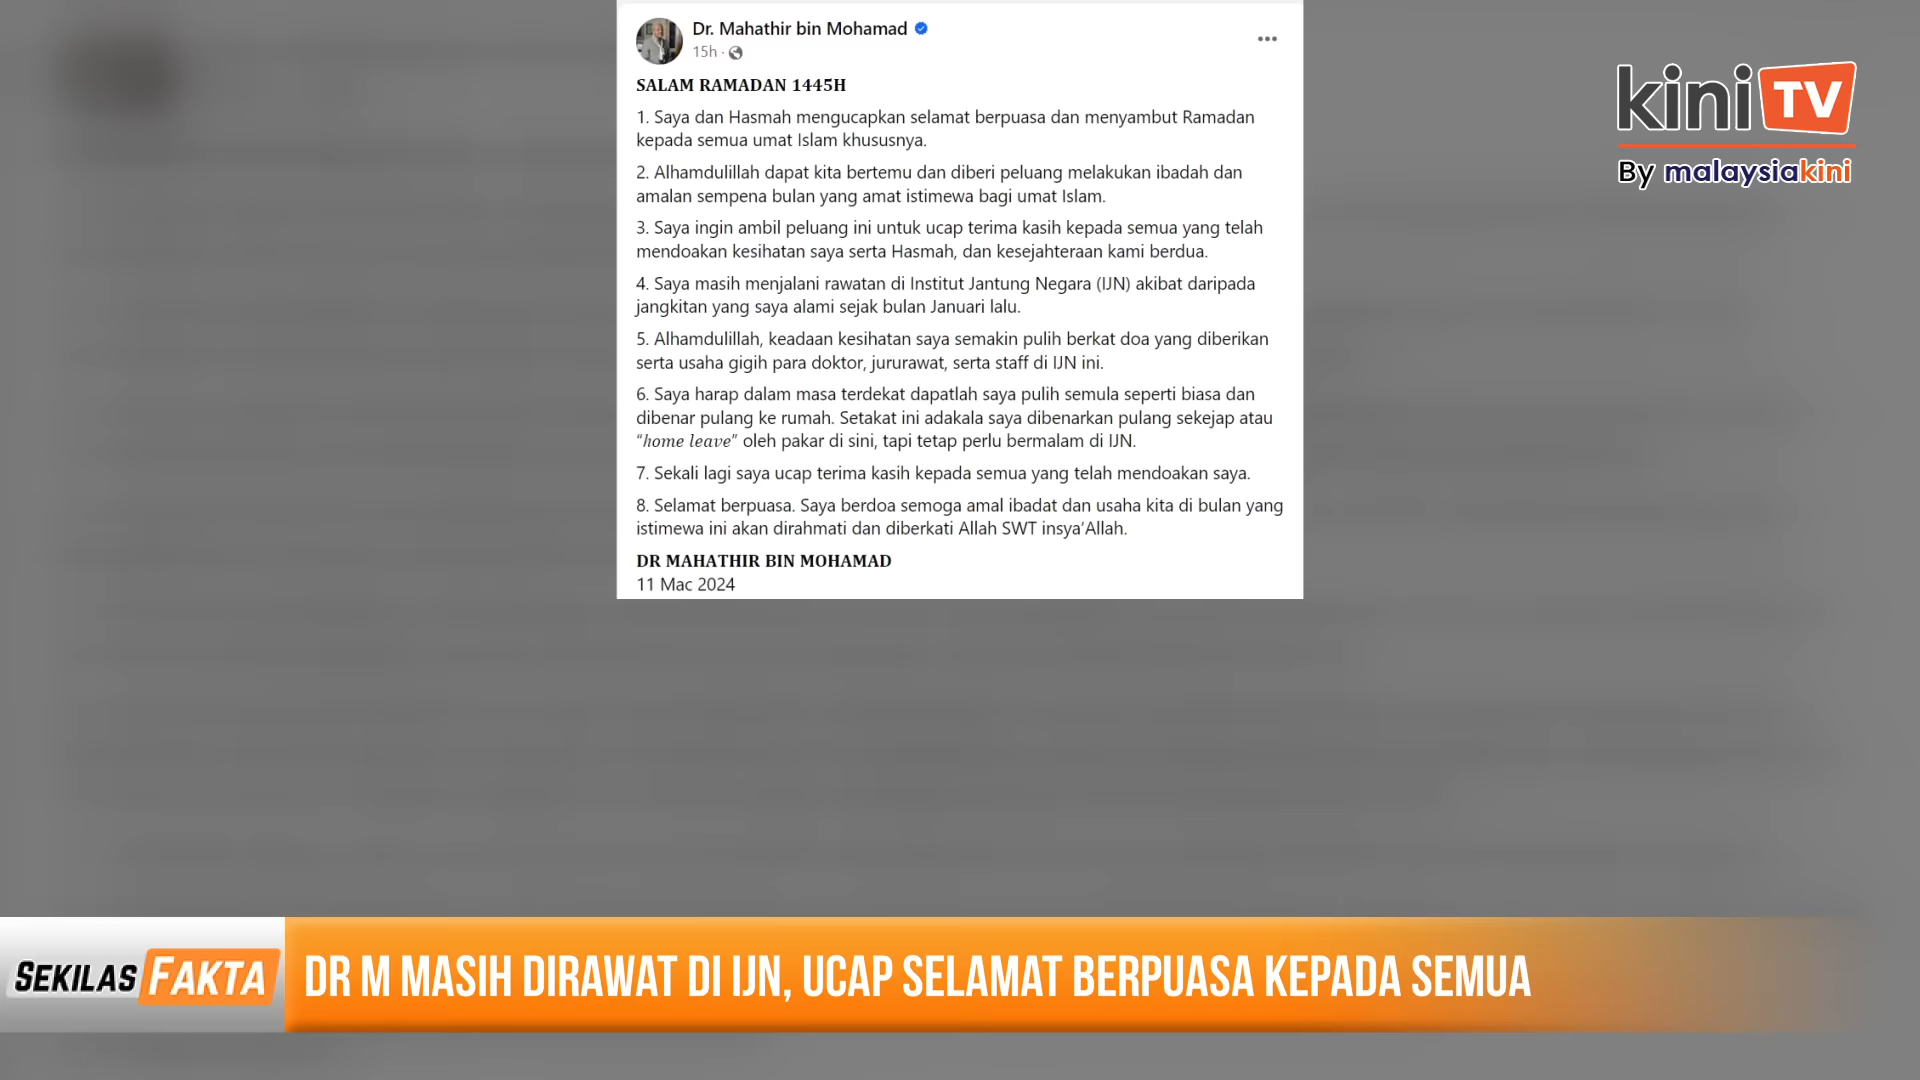 Dr. Mahathir bin Mohamad
15h ·
SALAM RAMADAN 1445H
1. Saya dan Hasmah mengucapkan selamat berpuasa dan menyambut Ramadan
kepada semua umat Islam khususnya.
2. Alhamdulillah dapat kita bertemu dan diberi peluang melakukan ibadah dan
amalan sempena bulan yang amat istimewa bagi umat Islam.
3. Saya ingin ambil peluang ini untuk ucap terima kasih kepada semua yang telah
mendoakan kesihatan saya serta Hasmah, dan kesejahteraan kami berdua.
4. Saya masih menjalani rawatan di Institut Jantung Negara (IJN) akibat daripada
jangkitan yang saya alami sejak bulan Januari lalu.
5. Alhamdulillah, keadaan kesihatan saya semakin pulih berkat doa yang diberikan
serta usaha gigih para doktor, jururawat, serta staff di IJN ini.
6. Saya harap dalam masa terdekat dapatlah saya pulih semula seperti biasa dan
dibenar pulang ke rumah. Setakat ini adakala saya dibenarkan pulang sekejap atau
“home leave” oleh pakar di sini, tapi tetap perlu bermalam di IJN.
7. Sekali lagi saya ucap terima kasih kepada semua yang telah mendoakan saya.
8. Selamat berpuasa. Saya berdoa semoga amal ibadat dan usaha kita di bulan yang
istimewa ini akan dirahmati dan diberkati Allah SWT insya’Allah.
DR MAHATHIR BIN MOHAMAD
11 Mac 2024
kini TV
By malaysiakini
SEKILAS FAKTA
DR M MASIH DIRAWAT DI IJN, UCAP SELAMAT BERPUASA KEPADA SEMUA